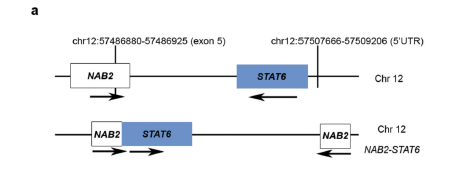 a
chr12:57486880-57486925 (exon 5) chr12:57507666-57509206 (5'UTR)
NAB2 STAT6 Chr 12
NAB2 STAT6 NAB2 Chr 12
NAB2-STAT6